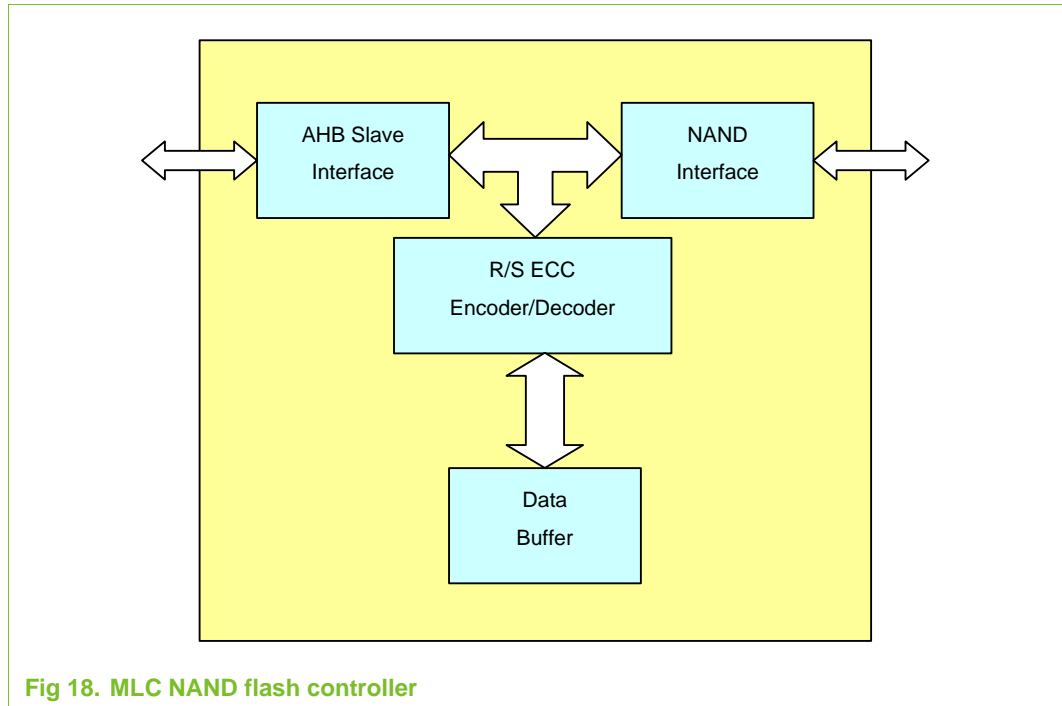 AHB Slave
Interface
NAND
Interface
R/S ECC
Encoder/Decoder
Data
Buffer
Fig 18. MLC NAND flash controller